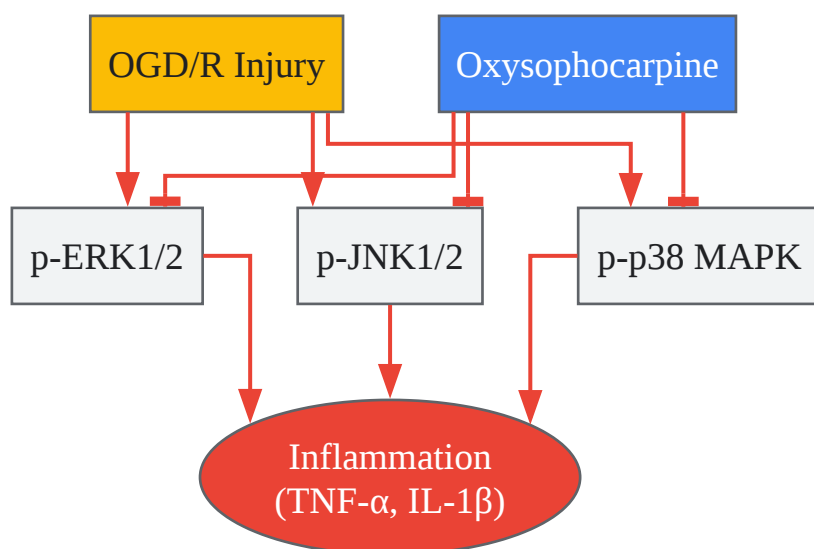 OGD/R Injury
Oxysophocarpine
p-ERK1/2
p-JNK1/2
p-p38 MAPK
Inflammation
(TNF-α, IL-1β)